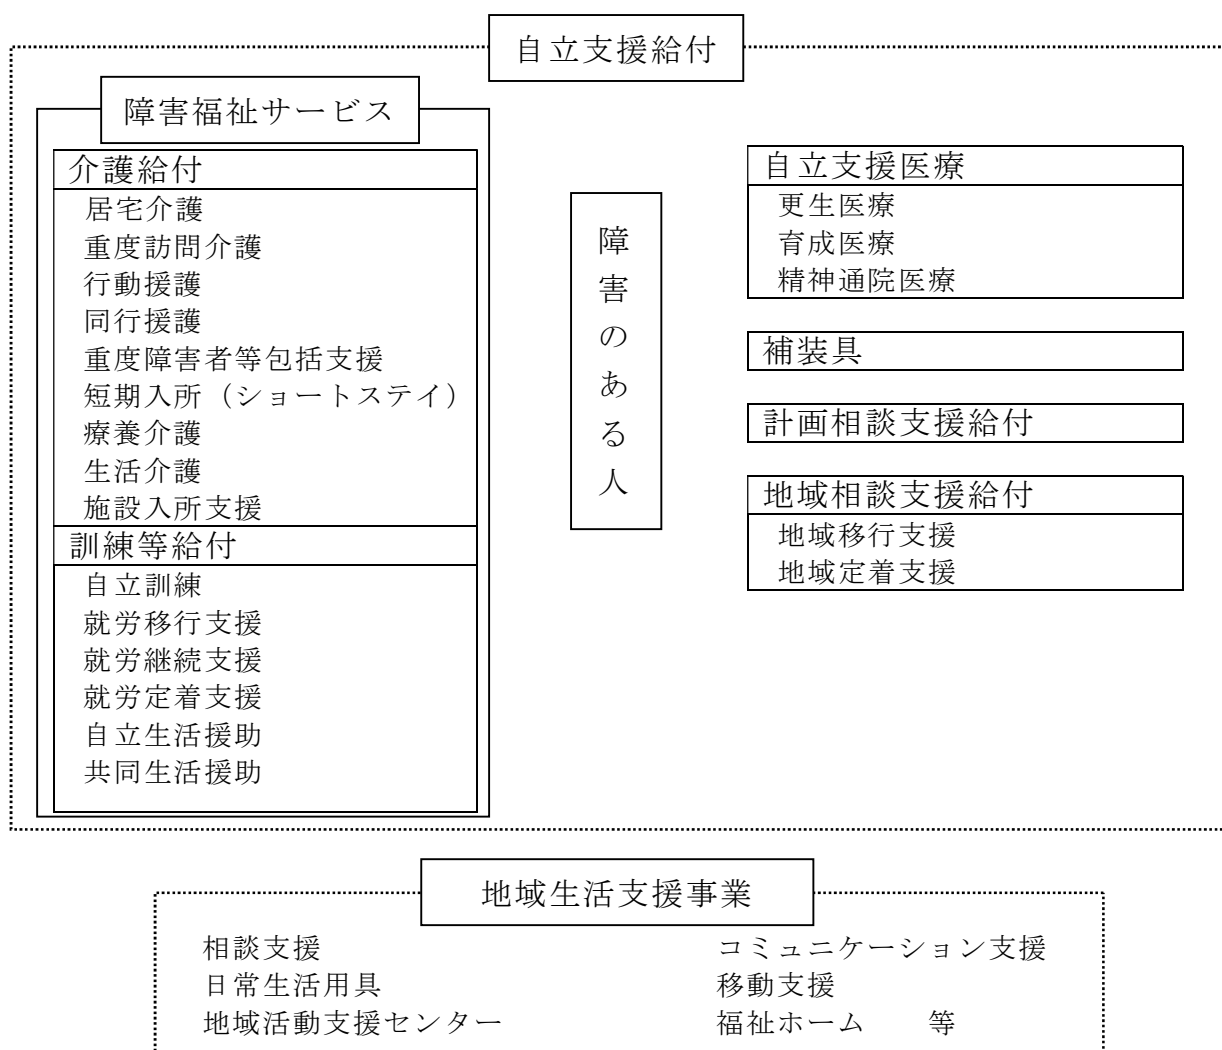 自立支援給付
障害福祉サービス
介護給付
居宅介護
重度訪問介護
行動援護
同行援護
重度障害者等包括支援
短期入所（ショートステイ）
療養介護
生活介護
施設入所支援
訓練等給付
自立訓練
就労移行支援
就労継続支援
就労定着支援
自立生活援助
共同生活援助
障害のある人
自立支援医療
更生医療
育成医療
精神通院医療
補装具
計画相談支援給付
地域相談支援給付
地域移行支援
地域定着支援
地域生活支援事業
相談支援
日常生活用具
地域活動支援センター
コミュニケーション支援
移動支援
福祉ホーム　等